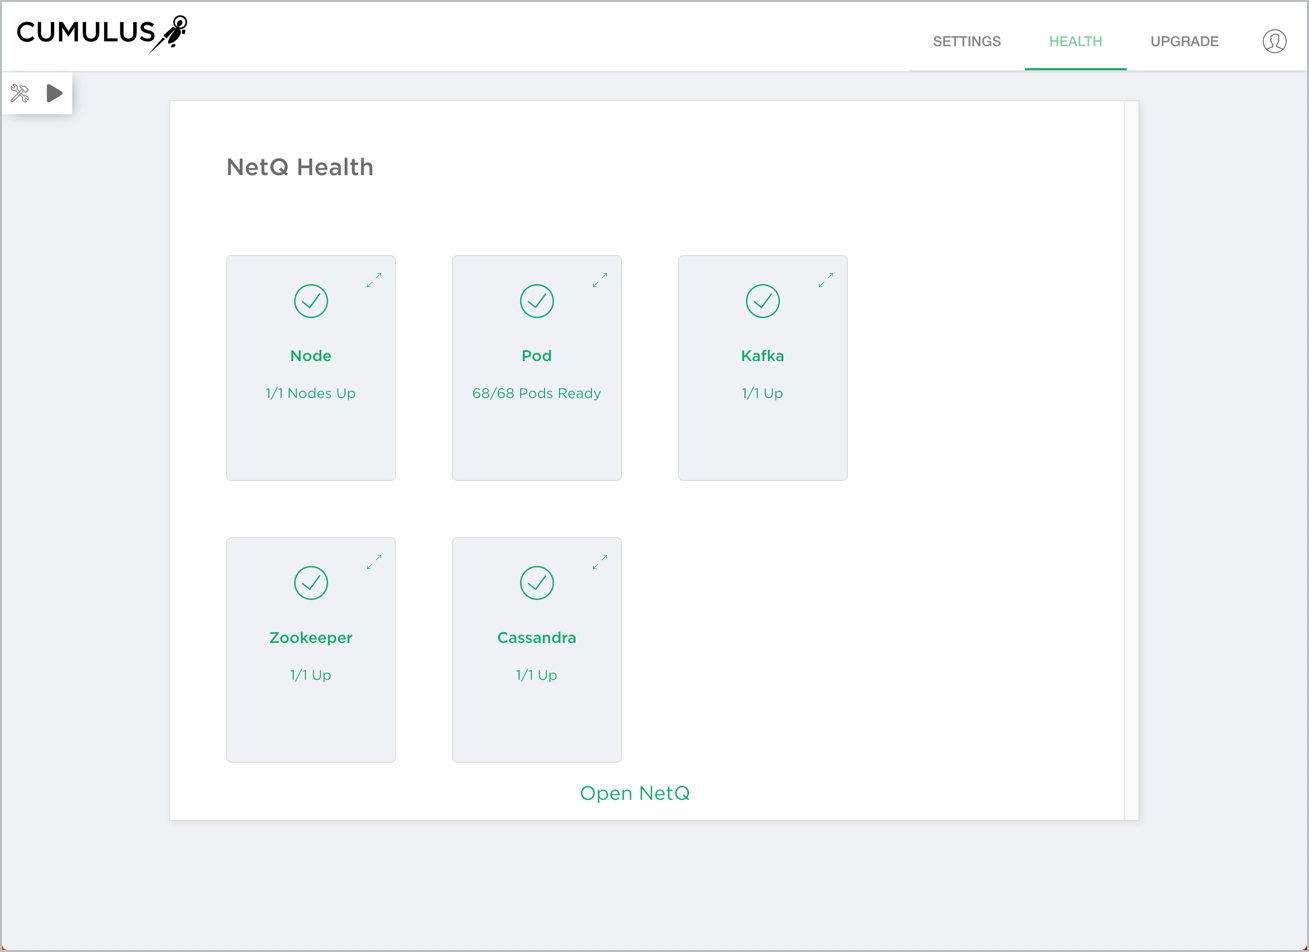 CUMULUS
SETTINGS HEALTH UPGRADE
NetQ Health
Node
1/1 Nodes Up
Pod
68/68 Pods Ready
Kafka
1/1 Up
Zookeeper
1/1 Up
Cassandra
1/1 Up
Open NetQ